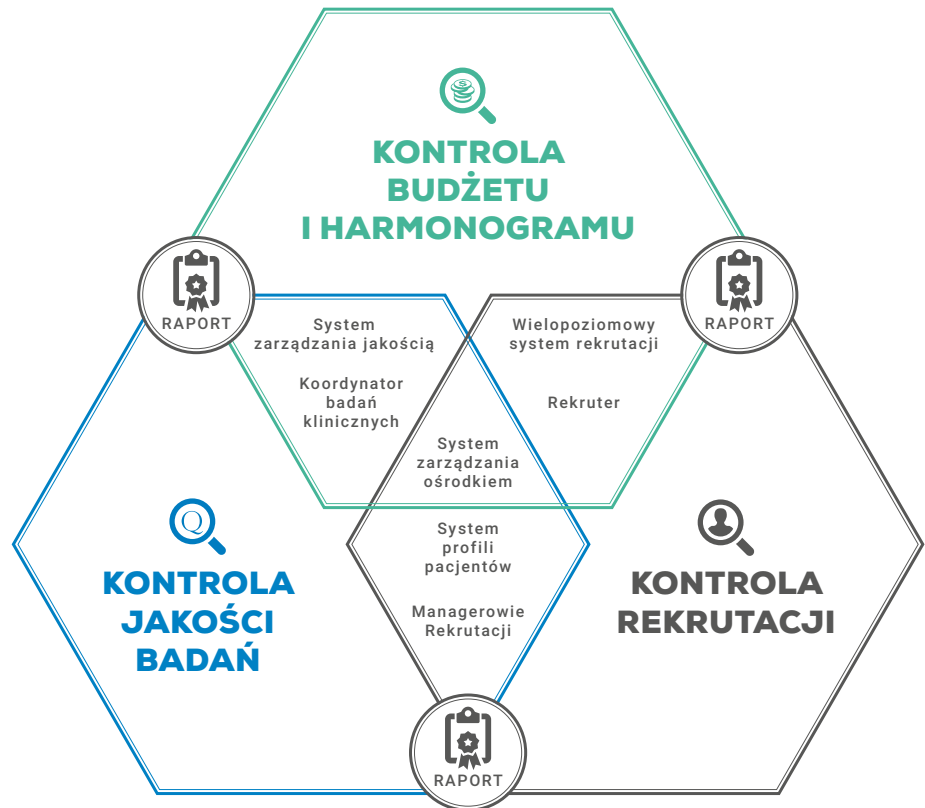 KONTROLA
BUDŻETU
I HARMONOGRAMU
RAPORT
RAPORT
System
zarządzania jakością
Koordynator
badań
klinicznych
Wielopoziomowy
system rekrutacji
Rekruter
System
zarządzania
ośrodkiem
System
profili
pacjentów
Managerowie
Rekrutacji
Q
KONTROLA
JAKOŚCI
BADAŃ
KONTROLA
REKRUTACJI
RAPORT